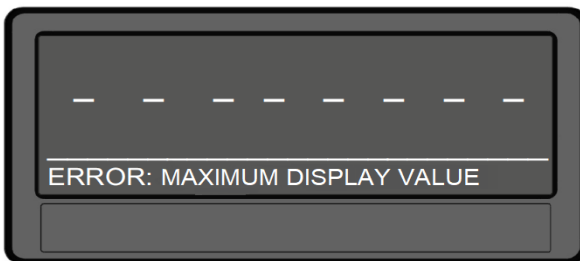 - - - - - - - -
ERROR: MAXIMUM DISPLAY VALUE